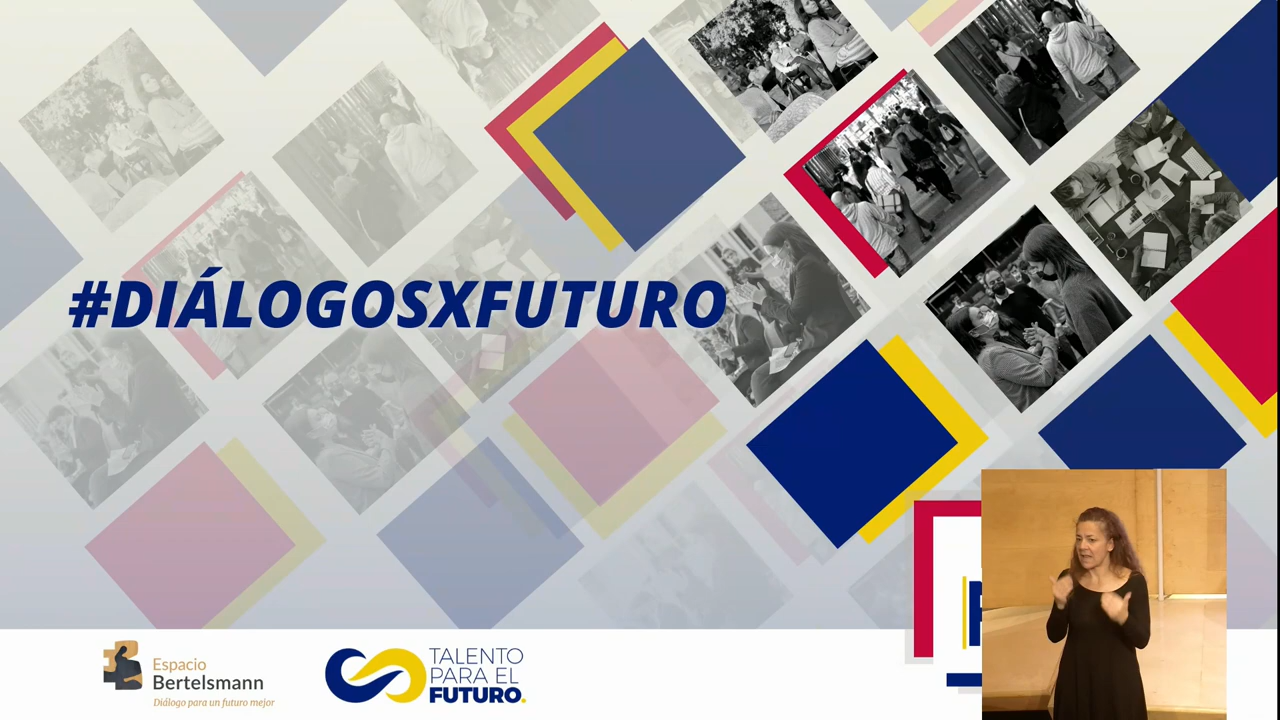 #DIÁLOGOSXFUTURO
Espacio
Bertelsmann
Diálogo para un futuro mejor
TALENTO
PARA EL
FUTURO.